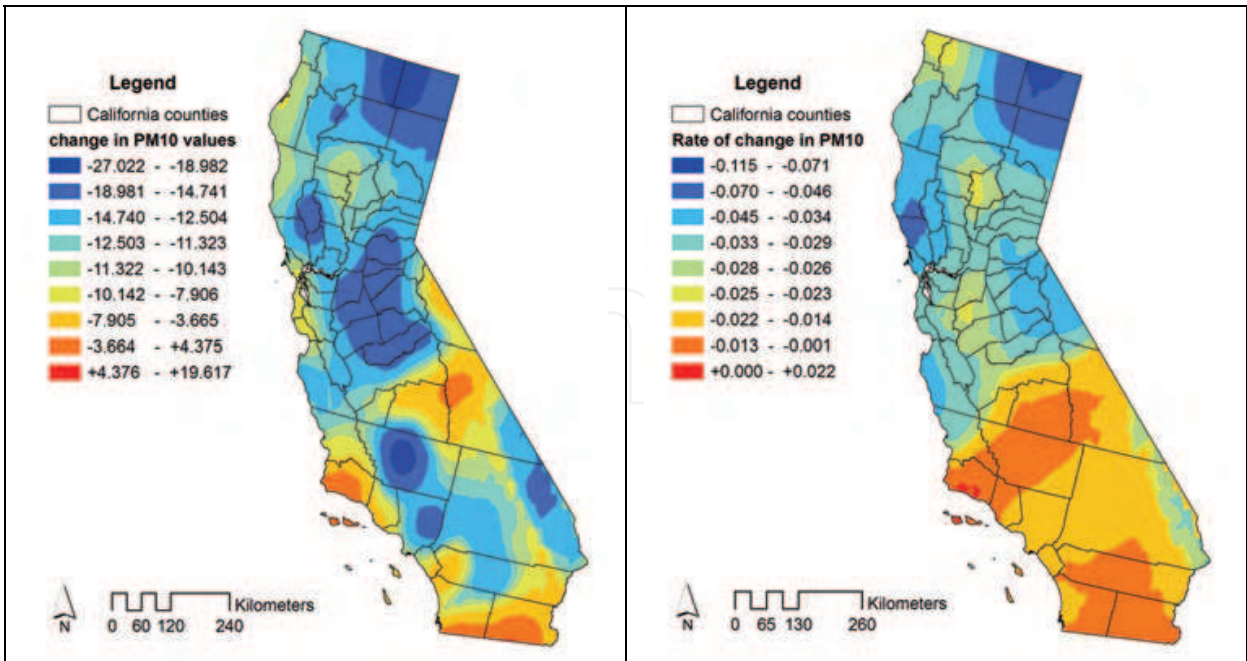 Legend
California counties
change in PM10 values
-27.022 - -18.982
-18.981 - -14.741
-14.740 - -12.504
-12.503 - -11.323
-11.322 - -10.143
-10.142 - -7.906
-7.905 - -3.665
-3.664 - +4.375
+4.376 - +19.617
N
0 60 120 240
Kilometers
Legend
California counties
Rate of change in PM10
-0.115 - -0.071
-0.070 - -0.046
-0.045 - -0.034
-0.033 - -0.029
-0.028 - -0.026
-0.025 - -0.023
-0.022 - -0.014
-0.013 - -0.001
+0.000 - +0.022
N
0 65 130 260
Kilometers